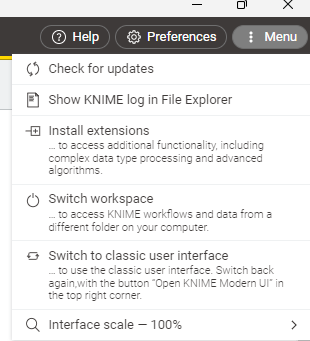 Help Preferences Menu
Check for updates
Show KNIME log in File Explorer
Install extensions
... to access additional functionality, including
complex data type processing and advanced
algorithms.
Switch workspace
... to access KNIME workflows and data from a
different folder on your computer.
Switch to classic user interface
... to use the classic user interface. Switch back
again,with the button "Open KNIME Modern UI" in
the top right corner.
Interface scale — 100%